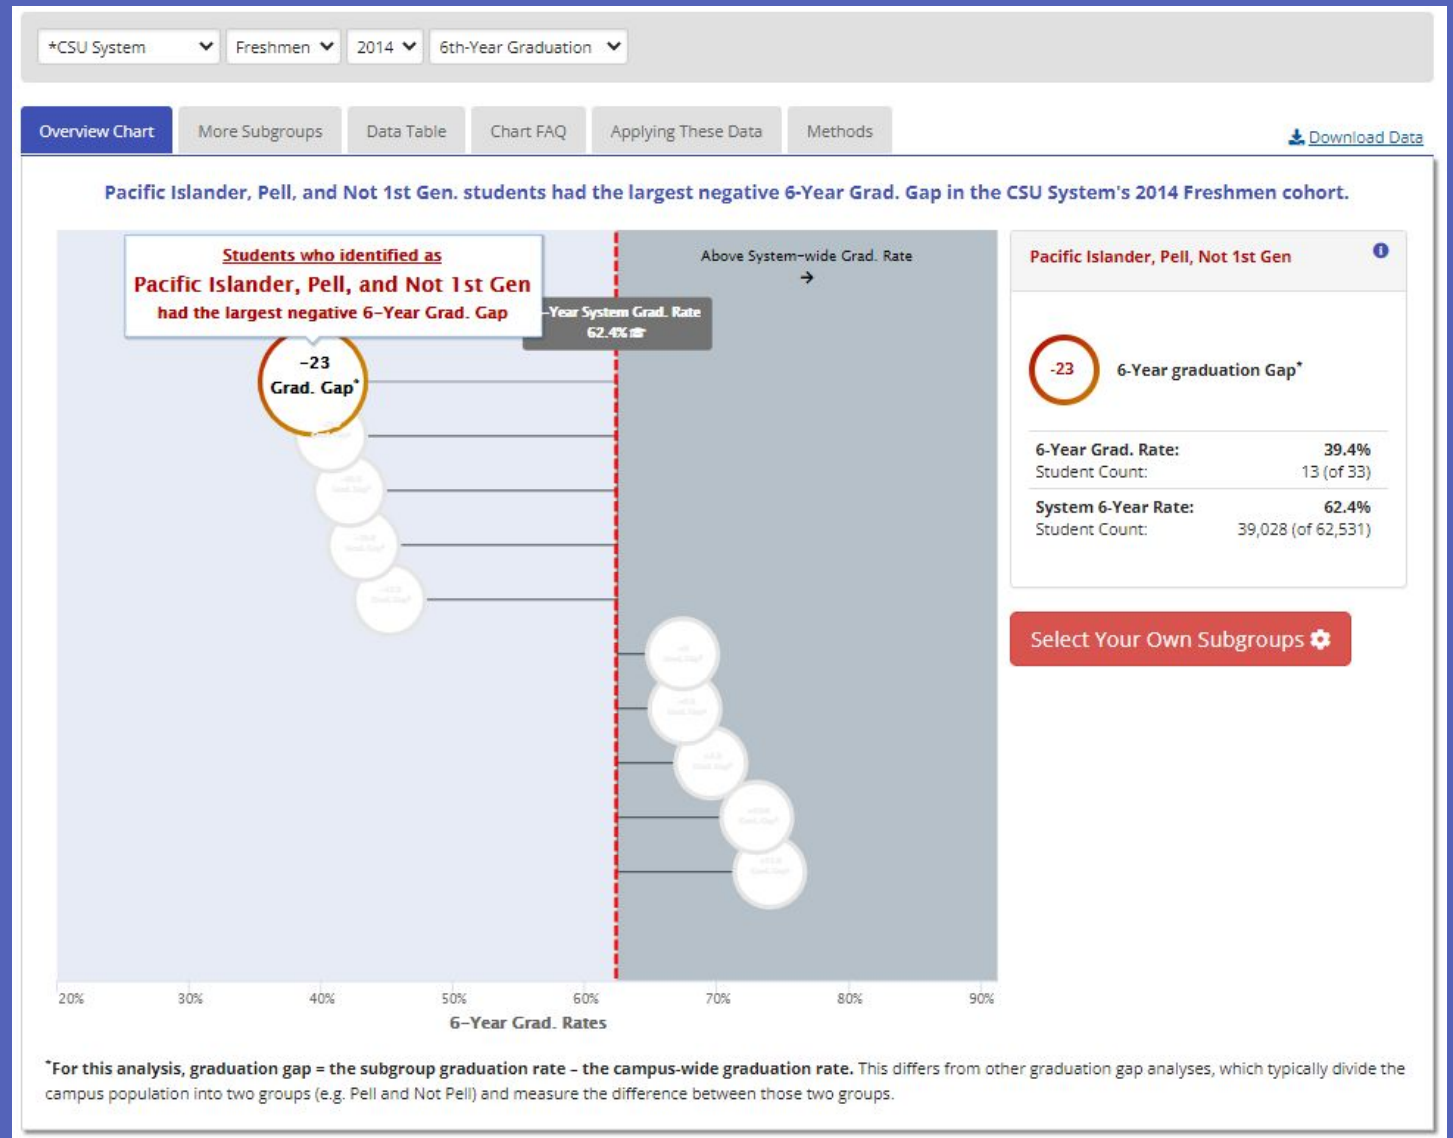 *CSU System Freshmen 2014 6th-Year Graduation
Overview Chart More Subgroups Data Table Chart FAQ Applying These Data Methods
Download Data
Pacific Islander, Pell, and Not 1st Gen. students had the largest negative 6-Year Grad. Gap in the CSU System's 2014 Freshmen cohort.
Students who identified as
Pacific Islander, Pell, and Not 1st Gen
had the largest negative 6-Year Grad. Gap
Above System-wide Grad. Rate
→
-Year System Grad. Rate
62.4%
-23
Grad. Gap*
20% 30% 40% 50% 60% 70% 80% 90%
6-Year Grad. Rates
Pacific Islander, Pell, Not 1st Gen
-23 6-Year graduation Gap*
6-Year Grad. Rate: 39.4%
Student Count: 13 (of 33)
System 6-Year Rate: 62.4%
Student Count: 39,028 (of 62,531)
Select Your Own Subgroups
*For this analysis, graduation gap = the subgroup graduation rate – the campus-wide graduation rate. This differs from other graduation gap analyses, which typically divide the
campus population into two groups (e.g. Pell and Not Pell) and measure the difference between those two groups.